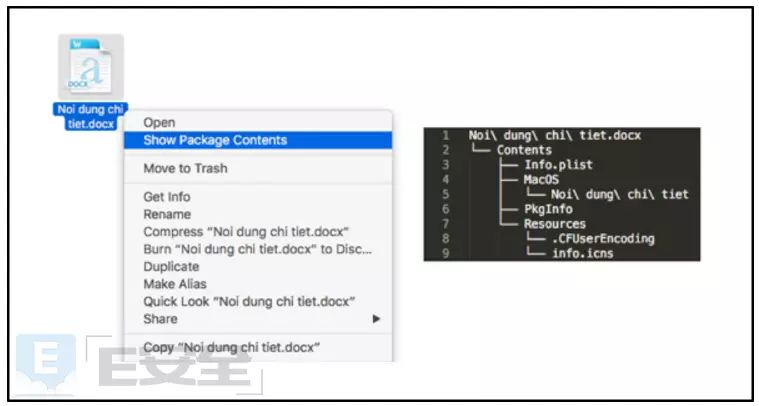 W
a
DOCX
Noi dung chi
tiet.docx
Open
Show Package Contents
Move to Trash
Get Info
Rename
Compress “Noi dung chi tiet.docx”
Burn “Noi dung chi tiet.docx” to Disc...
Duplicate
Make Alias
Quick Look “Noi dung chi tiet.docx”
Share
Copy “Noi dung chi tiet.docx”
1 Noi\ dung\ chi\ tiet.docx
2 └── Contents
3 ├── Info.plist
4 ├── MacOS
5 │ └── Noi\ dung\ chi\ tiet
6 ├── PkgInfo
7 └── Resources
8 ├── .CFUserEncoding
9 └── info.icns
E
E安全